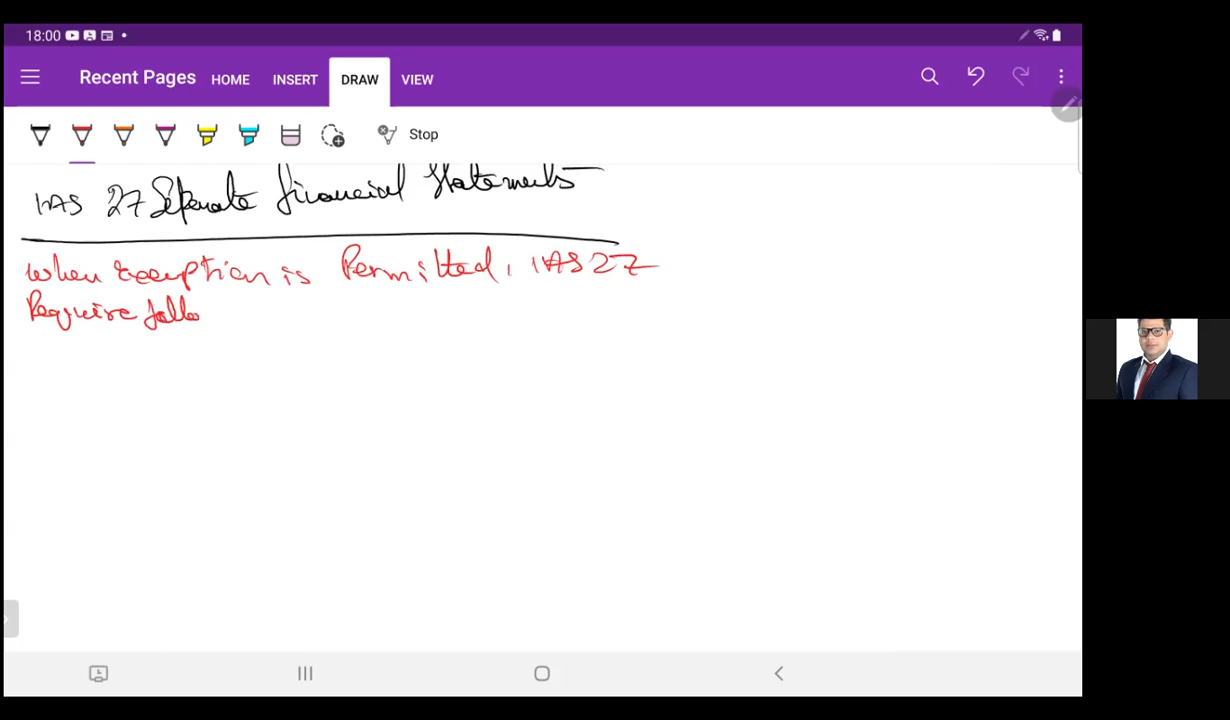 18:00
Recent Pages HOME INSERT DRAW VIEW
Stop
IAS 27 Separate Financial Statements
When Exemption is Permitted, IAS 27
Require follo